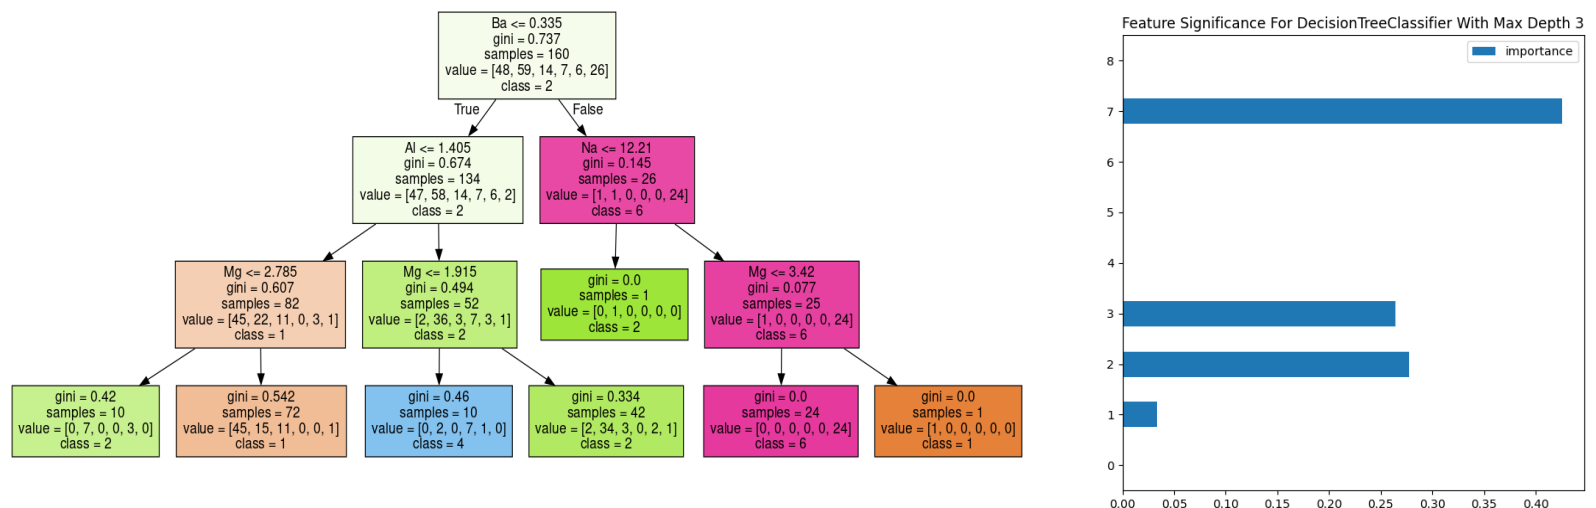 Ba <= 0.335
gini = 0.737
samples = 160
value = [48, 59, 14, 7, 6, 26]
class = 2
True
False
Al <= 1.405
gini = 0.674
samples = 134
value = [47, 58, 14, 7, 6, 2]
class = 2
Na <= 12.21
gini = 0.145
samples = 26
value = [1, 1, 0, 0, 0, 24]
class = 6
Mg <= 2.785
gini = 0.607
samples = 82
value = [45, 22, 11, 0, 3, 1]
class = 1
Mg <= 1.915
gini = 0.494
samples = 52
value = [2, 36, 3, 7, 3, 1]
class = 2
gini = 0.0
samples = 1
value = [0, 1, 0, 0, 0, 0]
class = 2
Mg <= 3.42
gini = 0.077
samples = 25
value = [1, 0, 0, 0, 0, 24]
class = 6
gini = 0.42
samples = 10
value = [0, 7, 0, 0, 3, 0]
class = 2
gini = 0.542
samples = 72
value = [45, 15, 11, 0, 0, 1]
class = 1
gini = 0.46
samples = 10
value = [0, 2, 0, 7, 1, 0]
class = 4
gini = 0.334
samples = 42
value = [2, 34, 3, 0, 2, 1]
class = 2
gini = 0.0
samples = 24
value = [0, 0, 0, 0, 0, 24]
class = 6
gini = 0.0
samples = 1
value = [1, 0, 0, 0, 0, 0]
class = 1
Feature Significance For DecisionTreeClassifier With Max Depth 3
importance
8
7
6
5
4
3
2
1
0
0.00 0.05 0.10 0.15 0.20 0.25 0.30 0.35 0.40